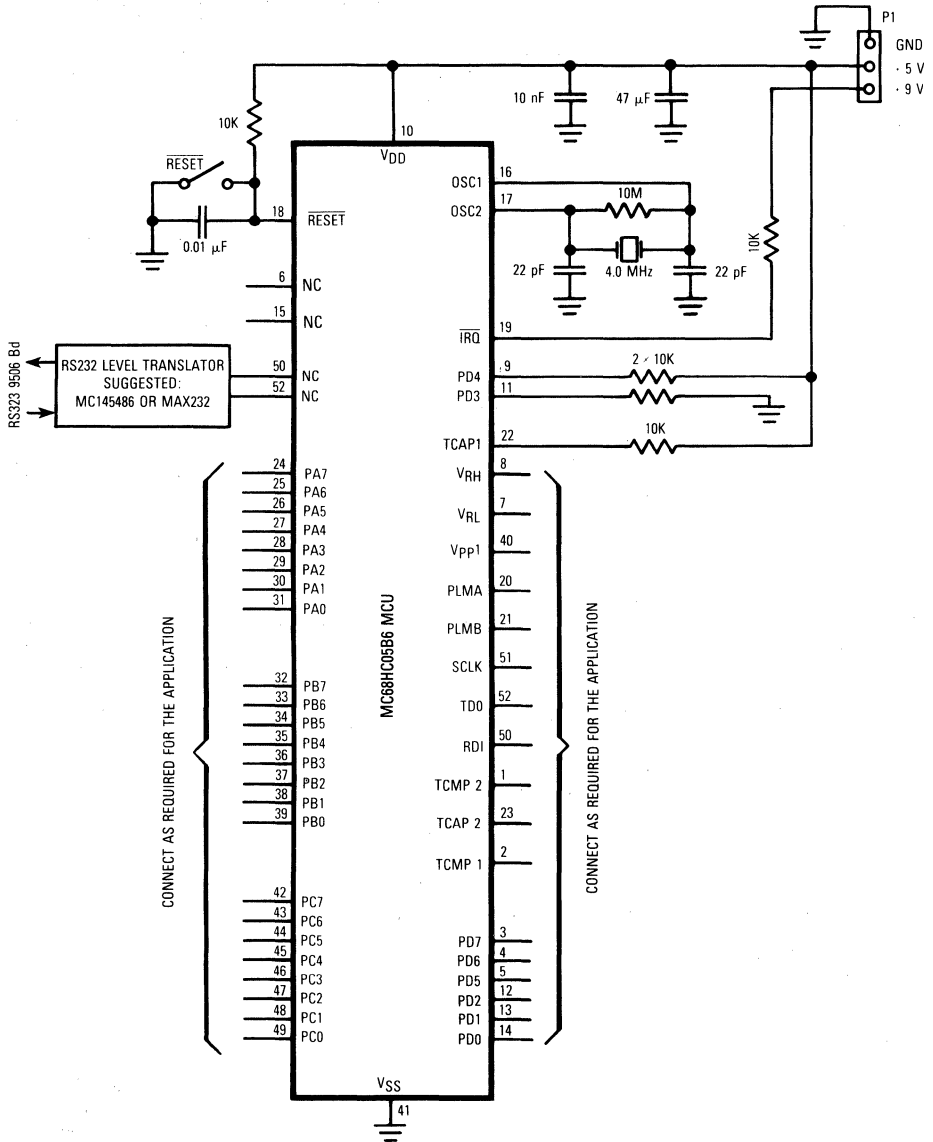 P1
GND
· 5 V
· 9 V
10 nF
47 μF
10K
10
VDD
RESET
18
RESET
0.01 μF
16
OSC1
17
OSC2
10M
22 pF
4.0 MHz
22 pF
10K
6
NC
15
NC
19
IRQ
RS323 9506 Bd
RS232 LEVEL TRANSLATOR
SUGGESTED:
MC145486 OR MAX232
50
NC
52
NC
9
PD4
2 × 10K
11
PD3
22
TCAP1
10K
CONNECT AS REQUIRED FOR THE APPLICATION
24 PA7
25 PA6
26 PA5
27 PA4
28 PA3
29 PA2
30 PA1
31 PA0
32 PB7
33 PB6
34 PB5
35 PB4
36 PB3
37 PB2
38 PB1
39 PB0
42 PC7
43 PC6
44 PC5
45 PC4
46 PC3
47 PC2
48 PC1
49 PC0
MC68HC05B6 MCU
VRH 8
VRL 7
VPP1 40
PLMA 20
PLMB 21
SCLK 51
TD0 52
RDI 50
TCMP 2 1
TCAP 2 23
TCMP 1 2
PD7 3
PD6 4
PD5 5
PD2 12
PD1 13
PD0 14
CONNECT AS REQUIRED FOR THE APPLICATION
VSS
41